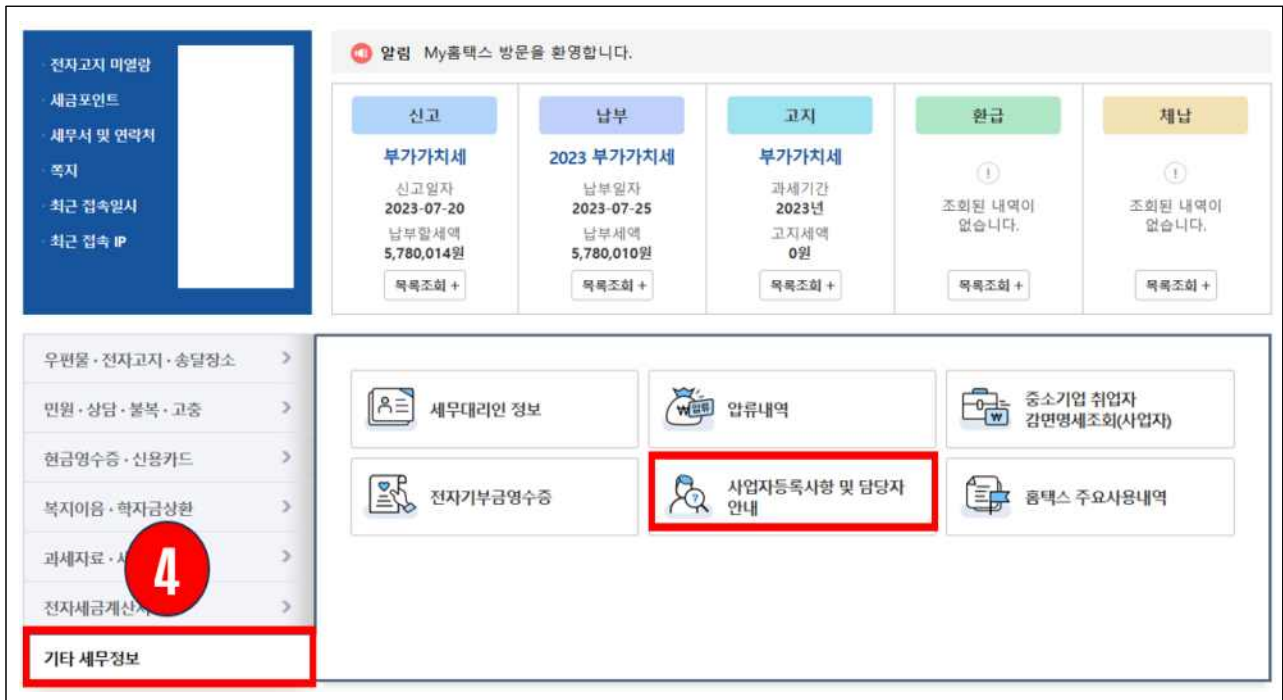 전자고지 미열람
세금포인트
세무서 및 연락처
쪽지
최근 접속일시
최근 접속 IP
알림 My홈택스 방문을 환영합니다.
신고
부가가치세
신고일자
2023-07-20
납부할세액
5,780,014원
목록조회 +
납부
2023 부가가치세
납부일자
2023-07-25
납부세액
5,780,010원
목록조회 +
고지
부가가치세
과세기간
2023년
고지세액
0원
목록조회 +
환급
조회된 내역이
없습니다.
목록조회 +
체납
조회된 내역이
없습니다.
목록조회 +
우편물·전자고지·송달장소
민원·상담·불복·고충
현금영수증·신용카드
복지이음·학자금상환
과세자료·
4
전자세금계산
기타 세무정보
세무대리인 정보
압류
압류내역
중소기업 취업자
감면명세조회(사업자)
전자기부금영수증
사업자등록사항 및 담당자
안내
홈택스 주요사용내역